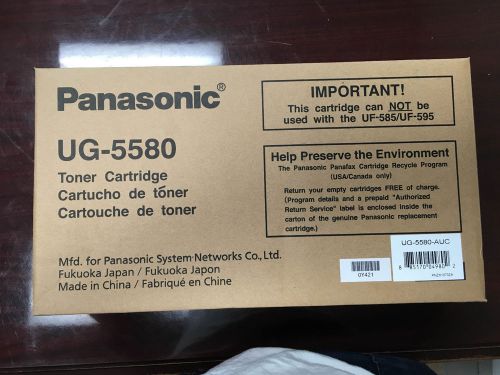 Panasonic®
UG-5580
Toner Cartridge
Cartucho de tóner
Cartouche de toner
Mfd. for Panasonic System Networks Co., Ltd.
Fukuoka Japan / Fukuoka Japon
Made in China / Fabriqué en Chine
IMPORTANT!
This cartridge can NOT be
used with the UF-585/UF-595
Help Preserve the Environment
The Panasonic Panafax Cartridge Recycle Program
(USA/Canada only)
Return your empty cartridges FREE of charge.
(Program details and a prepaid "Authorized
Return Service" label is enclosed inside the
carton of the genuine Panasonic replacement
cartridge.)
0Y421
UG-5580-AUC
8 85170 04980 2